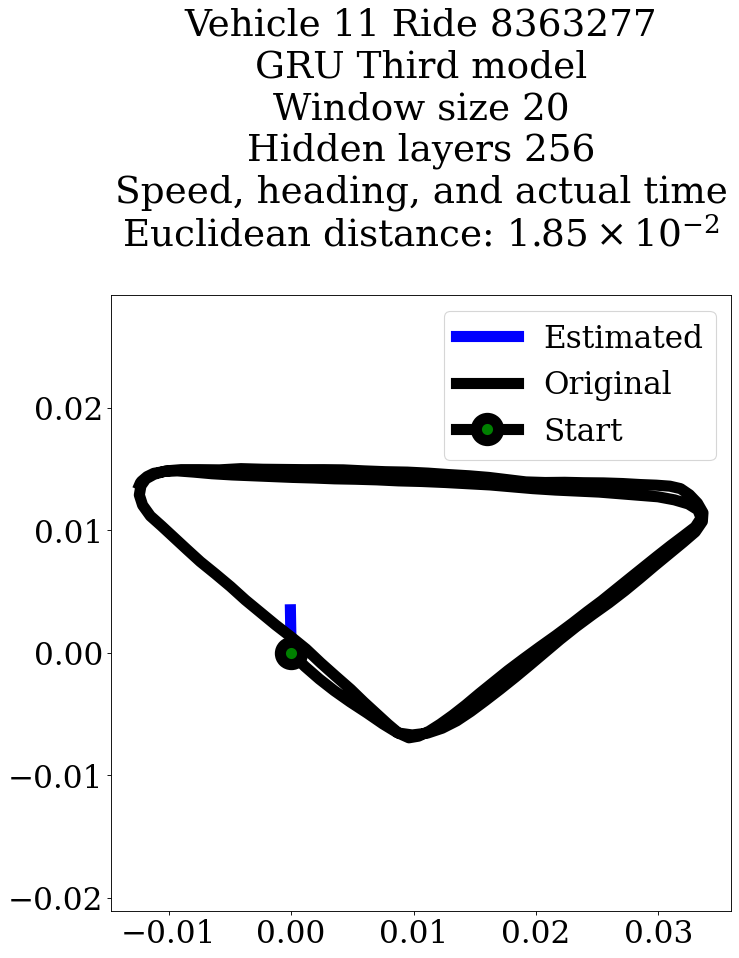 Vehicle 11 Ride 8363277
GRU Third model
Window size 20
Hidden layers 256
Speed, heading, and actual time
Euclidean distance: 1.85 × 10⁻²
Estimated
Original
Start
0.02
0.01
0.00
−0.01
−0.02
−0.01 0.00 0.01 0.02 0.03